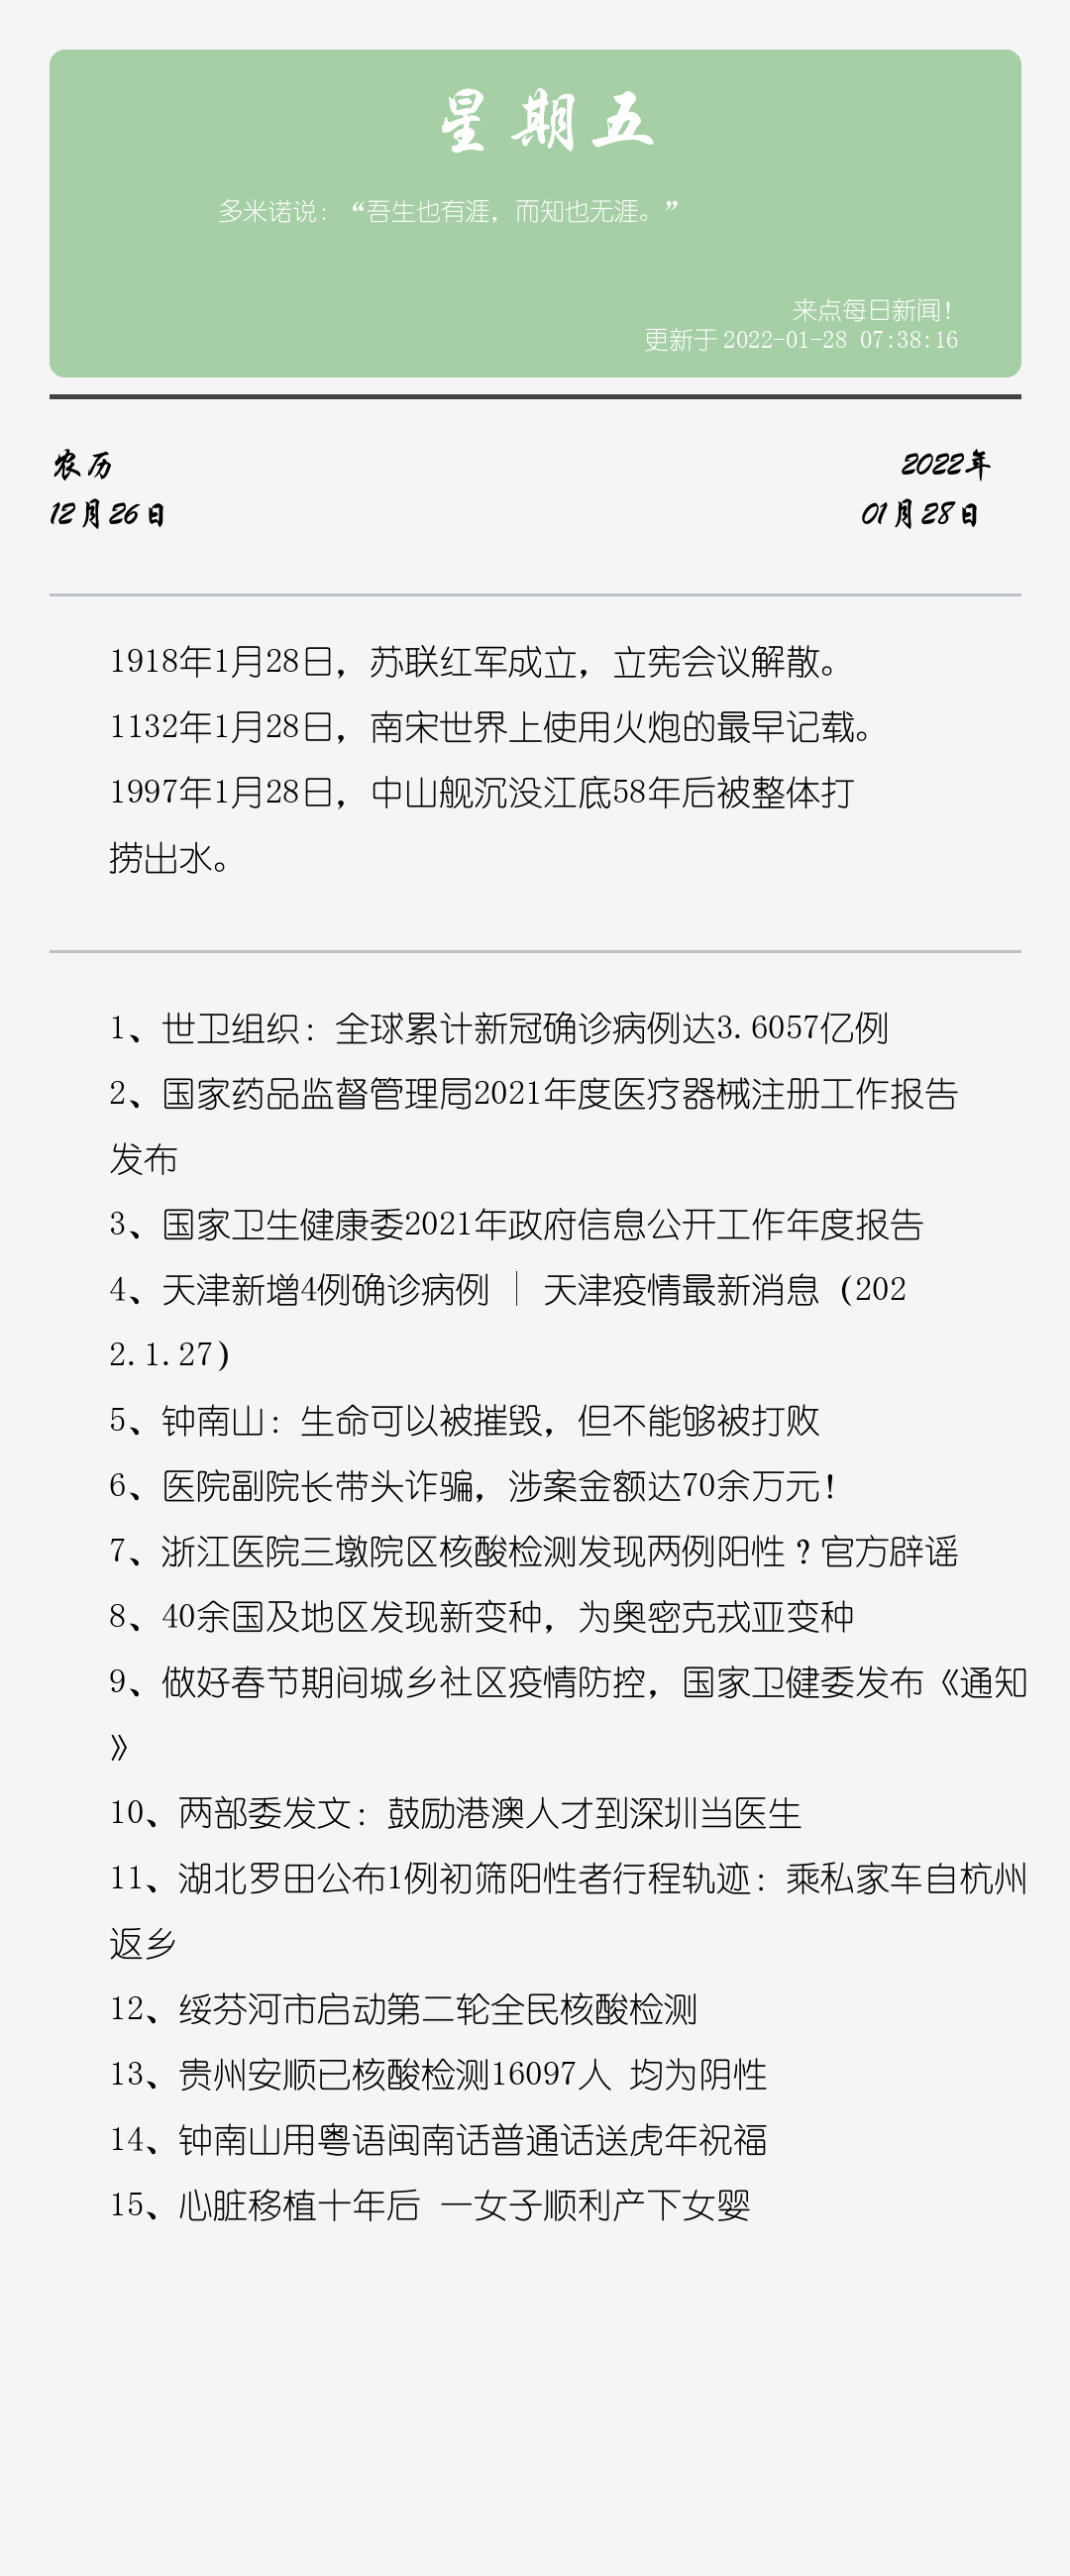 星期五
多米诺说：“吾生也有涯，而知也无涯。”
来点每日新闻！
更新于 2022-01-28 07:38:16
农历
12月26日
2022年
01月28日
1918年1月28日，苏联红军成立，立宪会议解散。
1132年1月28日，南宋世界上使用火炮的最早记载。
1997年1月28日，中山舰沉没江底58年后被整体打
捞出水。
1、世卫组织：全球累计新冠确诊病例达3.6057亿例
2、国家药品监督管理局2021年度医疗器械注册工作报告
发布
3、国家卫生健康委2021年政府信息公开工作年度报告
4、天津新增4例确诊病例 | 天津疫情最新消息（202
2.1.27）
5、钟南山：生命可以被摧毁，但不能够被打败
6、医院副院长带头诈骗，涉案金额达70余万元！
7、浙江医院三墩院区核酸检测发现两例阳性？官方辟谣
8、40余国及地区发现新变种，为奥密克戎亚变种
9、做好春节期间城乡社区疫情防控，国家卫健委发布《通知
》
10、两部委发文：鼓励港澳人才到深圳当医生
11、湖北罗田公布1例初筛阳性者行程轨迹：乘私家车自杭州
返乡
12、绥芬河市启动第二轮全民核酸检测
13、贵州安顺已核酸检测16097人 均为阴性
14、钟南山用粤语闽南话普通话送虎年祝福
15、心脏移植十年后 一女子顺利产下女婴